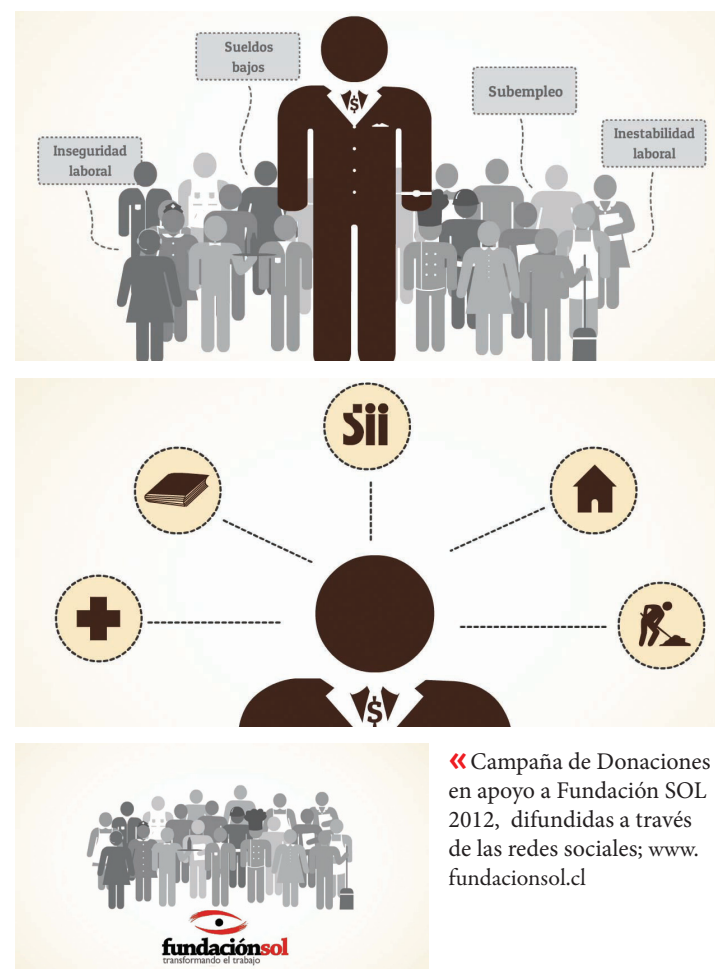 Sueldos
bajos
$
Subempleo
Inseguridad
laboral
Inestabilidad
laboral
Sii
$
« Campaña de Donaciones
en apoyo a Fundación SOL
2012, difundidas a través
de las redes sociales; www.
fundacionsol.cl
fundaciónsol
transformando el trabajo